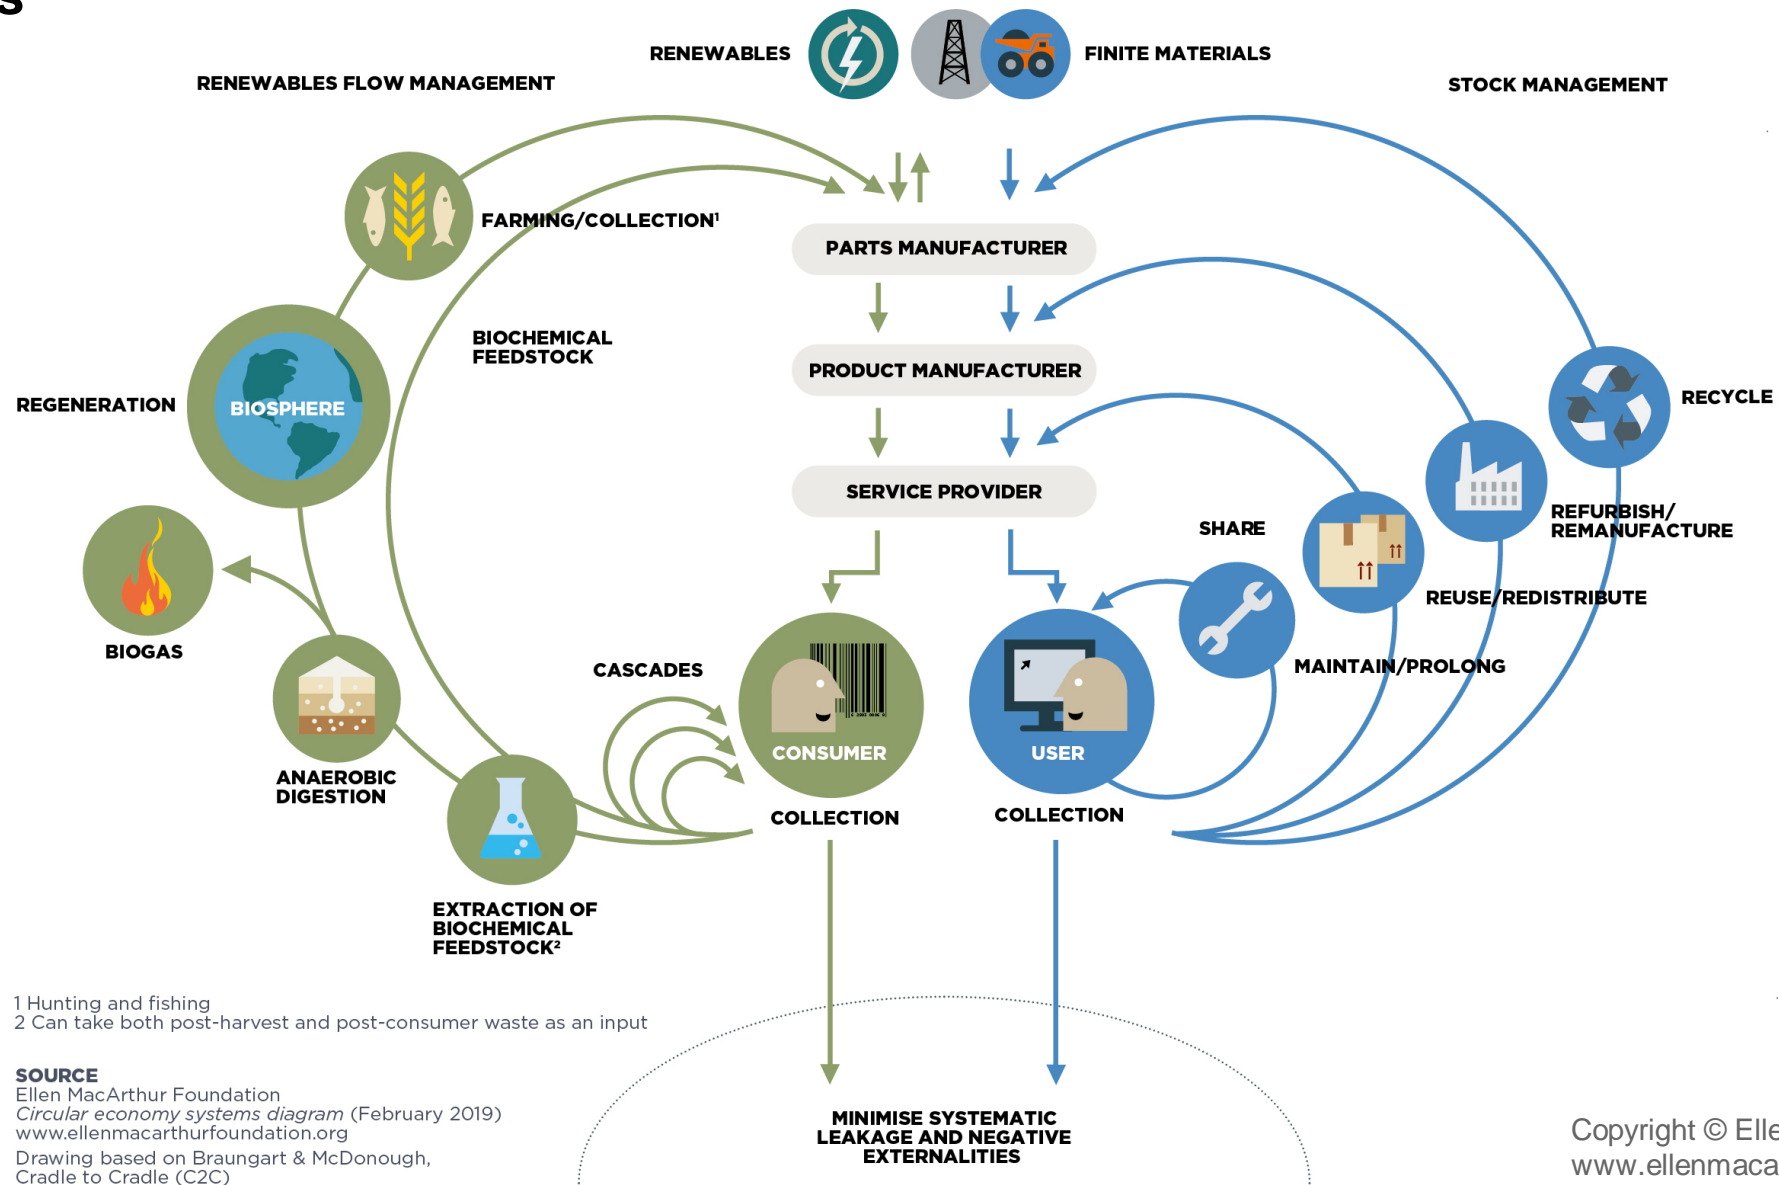 s
RENEWABLES
FINITE MATERIALS
RENEWABLES FLOW MANAGEMENT
STOCK MANAGEMENT
FARMING/COLLECTION¹
PARTS MANUFACTURER
BIOCHEMICAL
FEEDSTOCK
PRODUCT MANUFACTURER
REGENERATION
BIOSPHERE
RECYCLE
SERVICE PROVIDER
SHARE
REFURBISH/
REMANUFACTURE
REUSE/REDISTRIBUTE
BIOGAS
CASCADES
MAINTAIN/PROLONG
CONSUMER
USER
ANAEROBIC
DIGESTION
COLLECTION
COLLECTION
EXTRACTION OF
BIOCHEMICAL
FEEDSTOCK²
1 Hunting and fishing
2 Can take both post-harvest and post-consumer waste as an input
SOURCE
Ellen MacArthur Foundation
Circular economy systems diagram (February 2019)
www.ellenmacarthurfoundation.org
Drawing based on Braungart & McDonough,
Cradle to Cradle (C2C)
MINIMISE SYSTEMATIC
LEAKAGE AND NEGATIVE
EXTERNALITIES
Copyright © Elle
www.ellenmaca